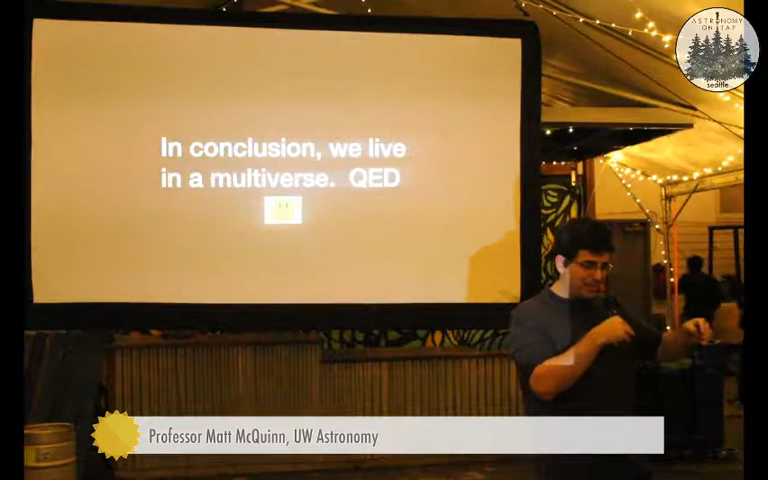 ASTRONOMY
ON TAP
seattle
In conclusion, we live
in a multiverse. QED
Professor Matt McQuinn, UW Astronomy